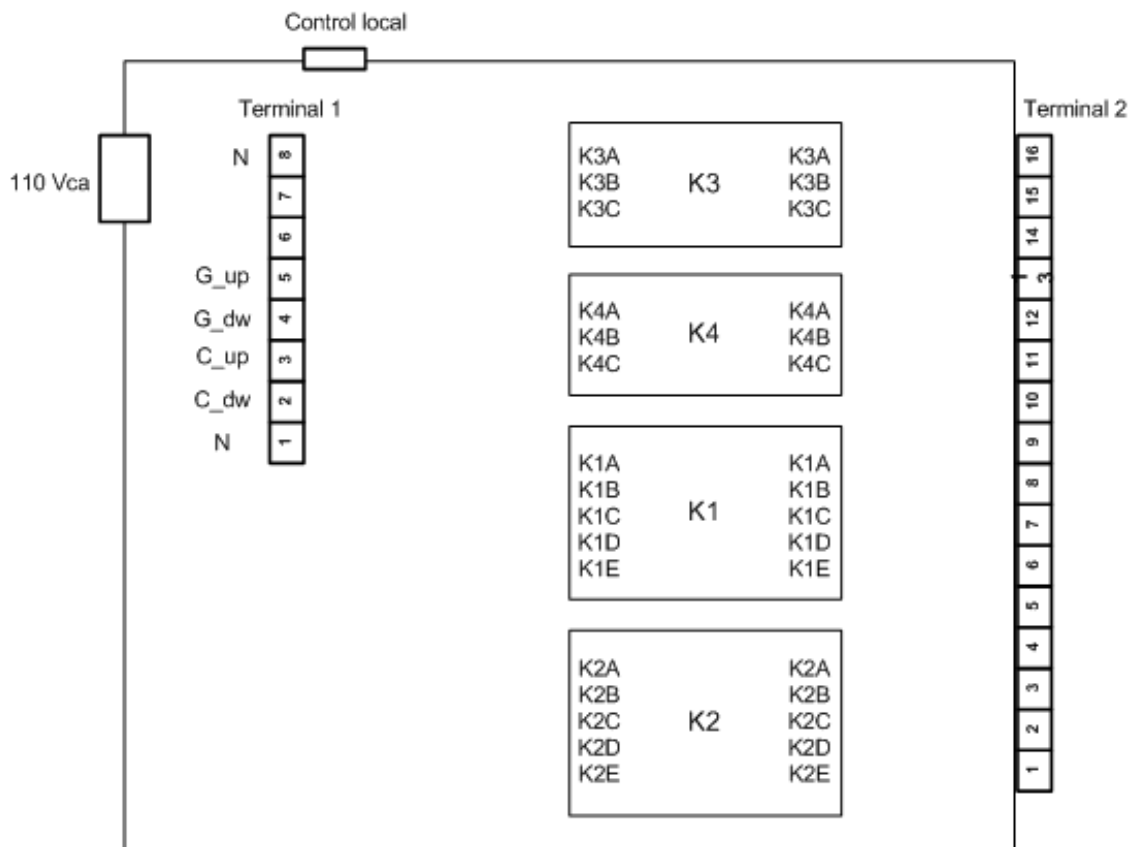 Control local
Terminal 1
Terminal 2
110 Vca
N 8
7
6
G_up 5
G_dw 4
C_up 3
C_dw 2
N 1
K3A K3A
K3B K3 K3B
K3C K3C
K4A K4A
K4B K4 K4B
K4C K4C
K1A K1A
K1B K1B
K1C K1 K1C
K1D K1D
K1E K1E
K2A K2A
K2B K2B
K2C K2 K2C
K2D K2D
K2E K2E
16
15
14
13
12
11
10
9
8
7
6
5
4
3
2
1